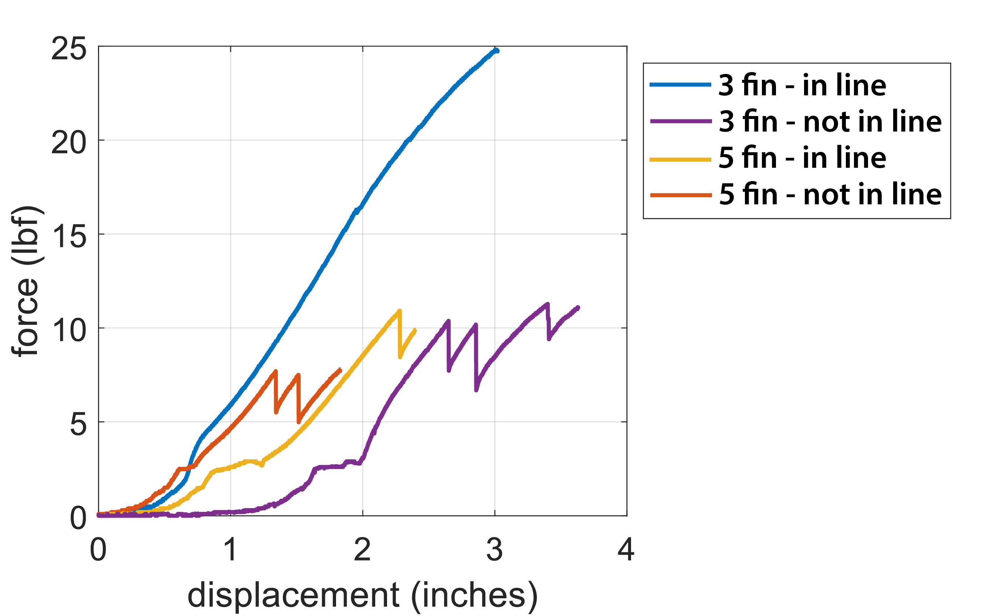 25
20
15
10
5
0
0 1 2 3 4
force (lbf)
displacement (inches)
3 fin - in line
3 fin - not in line
5 fin - in line
5 fin - not in line